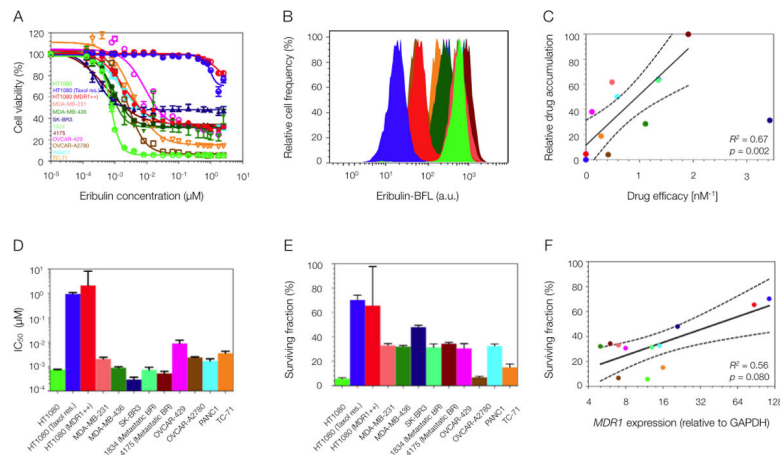 A
Cell viability (%)
120
100
80
60
40
20
0
HT1080
HT1080 (Taxol res.)
HT1080 (MDR1++)
MDA-MB-231
MDA-MB-436
SK-BR3
4175
OVCAR-429
OVCAR-A2780
PANC1
TC-71
10⁻⁵ 10⁻⁴ 10⁻³ 10⁻² 10⁻¹ 10⁰ 10¹
Eribulin concentration (µM)
B
Relative cell frequency (%)
100
80
60
40
20
0
10⁰ 10¹ 10² 10³
Eribulin-BFL (a.u.)
C
Relative drug accumulation
100
80
60
40
20
0
R² = 0.67
p = 0.002
0 1 2 3
Drug efficacy [nM⁻¹]
D
IC₅₀ (µM)
10¹
10⁰
10⁻¹
10⁻²
10⁻³
10⁻⁴
HT1080
HT1080 (Taxol res.)
HT1080 (MDR1++)
MDA-MB-231
MDA-MB-436
SK-BR3
1834 (Metastatic bR)
4175 (Metastatic BR)
OVCAR-429
OVCAR-A2780
PANC1
TC-71
E
Surviving fraction (%)
100
80
60
40
20
0
HT1080
HT1080 (Taxol res.)
HT1080 (MDR1++)
MDA-MB-231
MDA-MB-436
SK-BR3
1834 (Metastatic bR)
4175 (Metastatic BR)
OVCAR-429
OVCAR-A2780
PANC1
TC-71
F
Surviving fraction (%)
100
80
60
40
20
0
R² = 0.56
p = 0.080
4 8 16 32 64 128
MDR1 expression (relative to GAPDH)